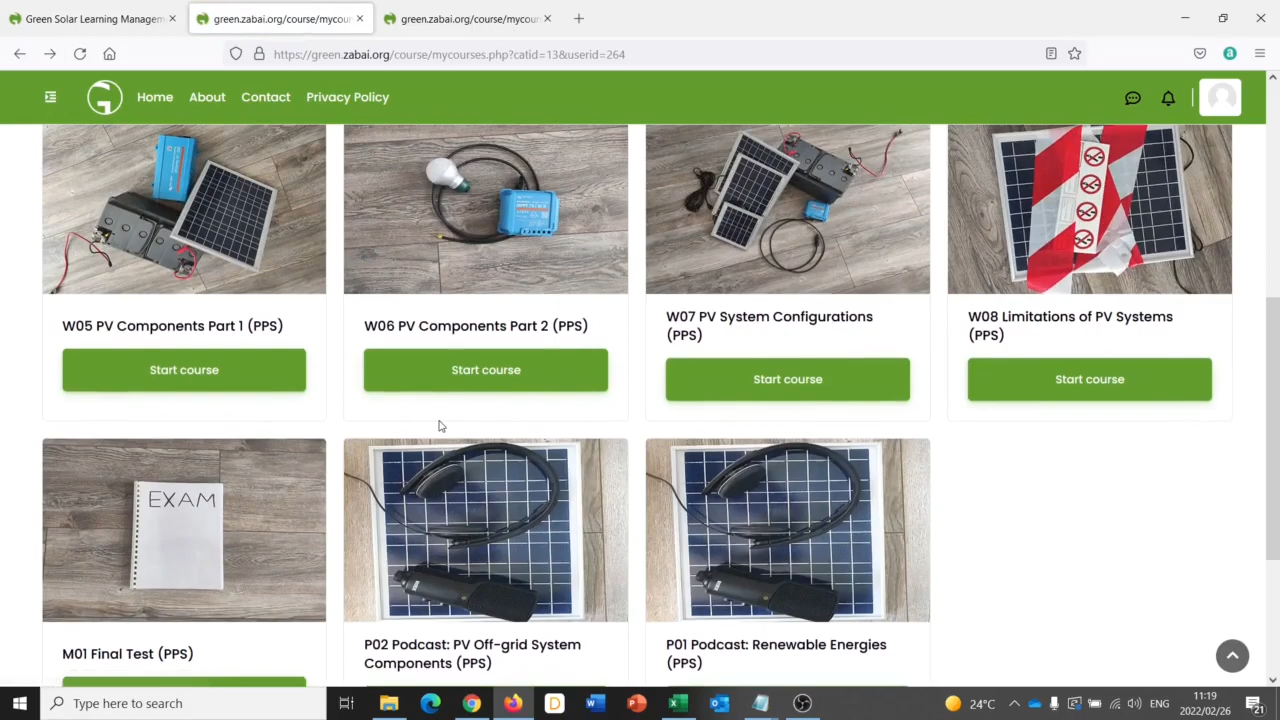 Green Solar Learning Managem
green.zabai.org/course/mycour
green.zabai.org/course/mycour
https://green.zabai.org/course/mycourses.php?catid=13&userid=264
Home About Contact Privacy Policy
W05 PV Components Part 1 (PPS)
Start course
W06 PV Components Part 2 (PPS)
Start course
W07 PV System Configurations
(PPS)
Start course
W08 Limitations of PV Systems
(PPS)
Start course
EXAM
M01 Final Test (PPS)
P02 Podcast: PV Off-grid System
Components (PPS)
P01 Podcast: Renewable Energies
(PPS)
Type here to search
24°C
ENG
11:19
2022/02/26
21